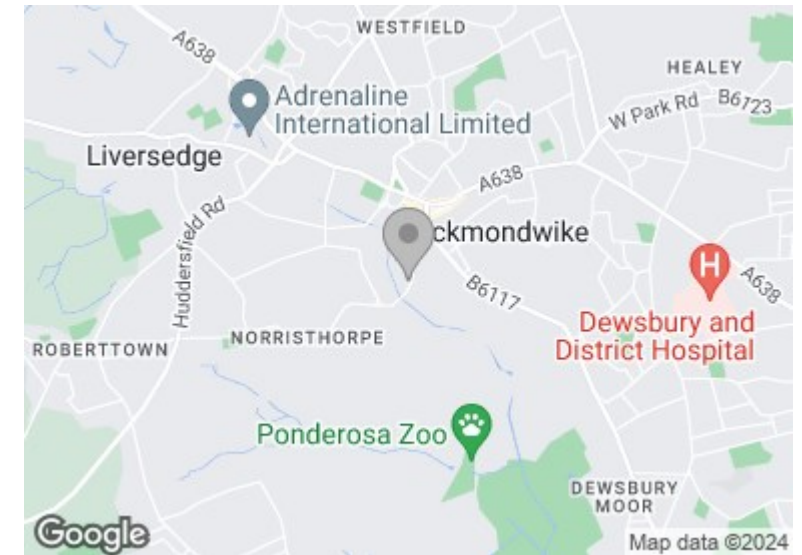 WESTFIELD
A638
HEALEY
Adrenaline
International Limited
W Park Rd
B6123
Liversedge
A638
Huddersfield Rd
ckmondwike
B6117
A638
Dewsbury and
District Hospital
NORRISTHORPE
ROBERTTOWN
Ponderosa Zoo
DEWSBURY
MOOR
Google
Map data ©2024